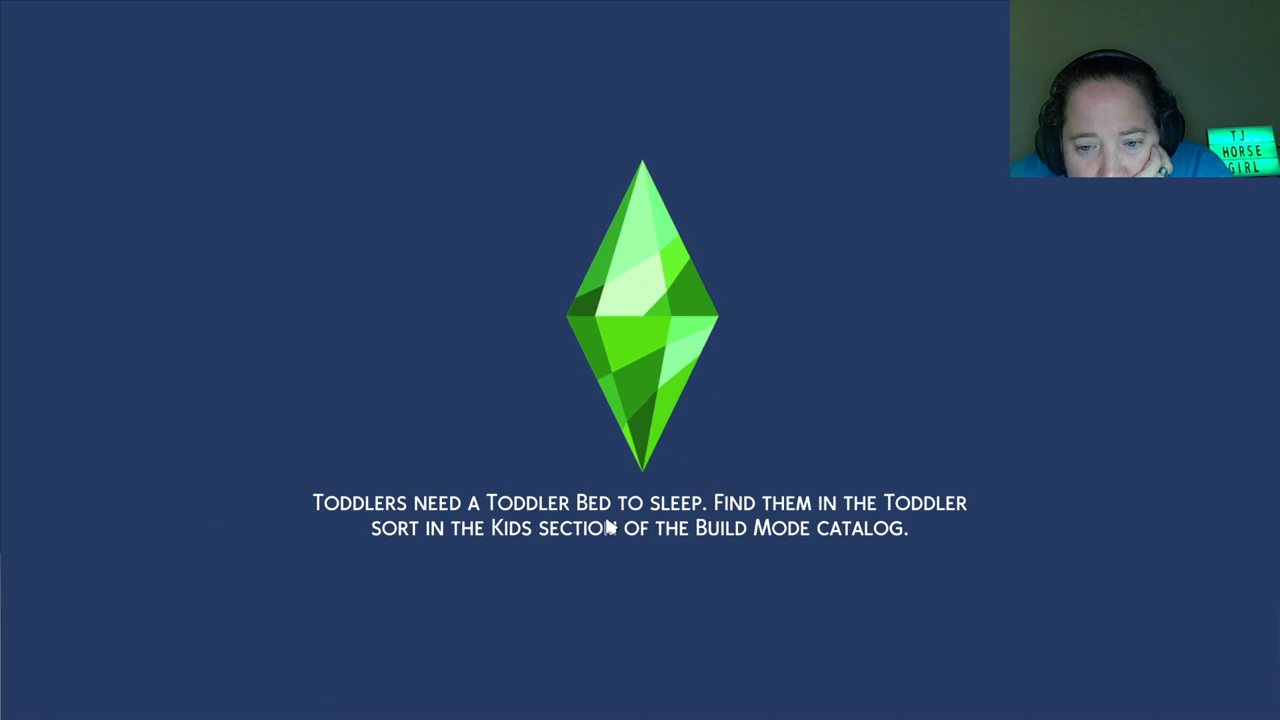 TJ
HORSE
GIRL
TODDLERS NEED A TODDLER BED TO SLEEP. FIND THEM IN THE TODDLER
SORT IN THE KIDS SECTION OF THE BUILD MODE CATALOG.